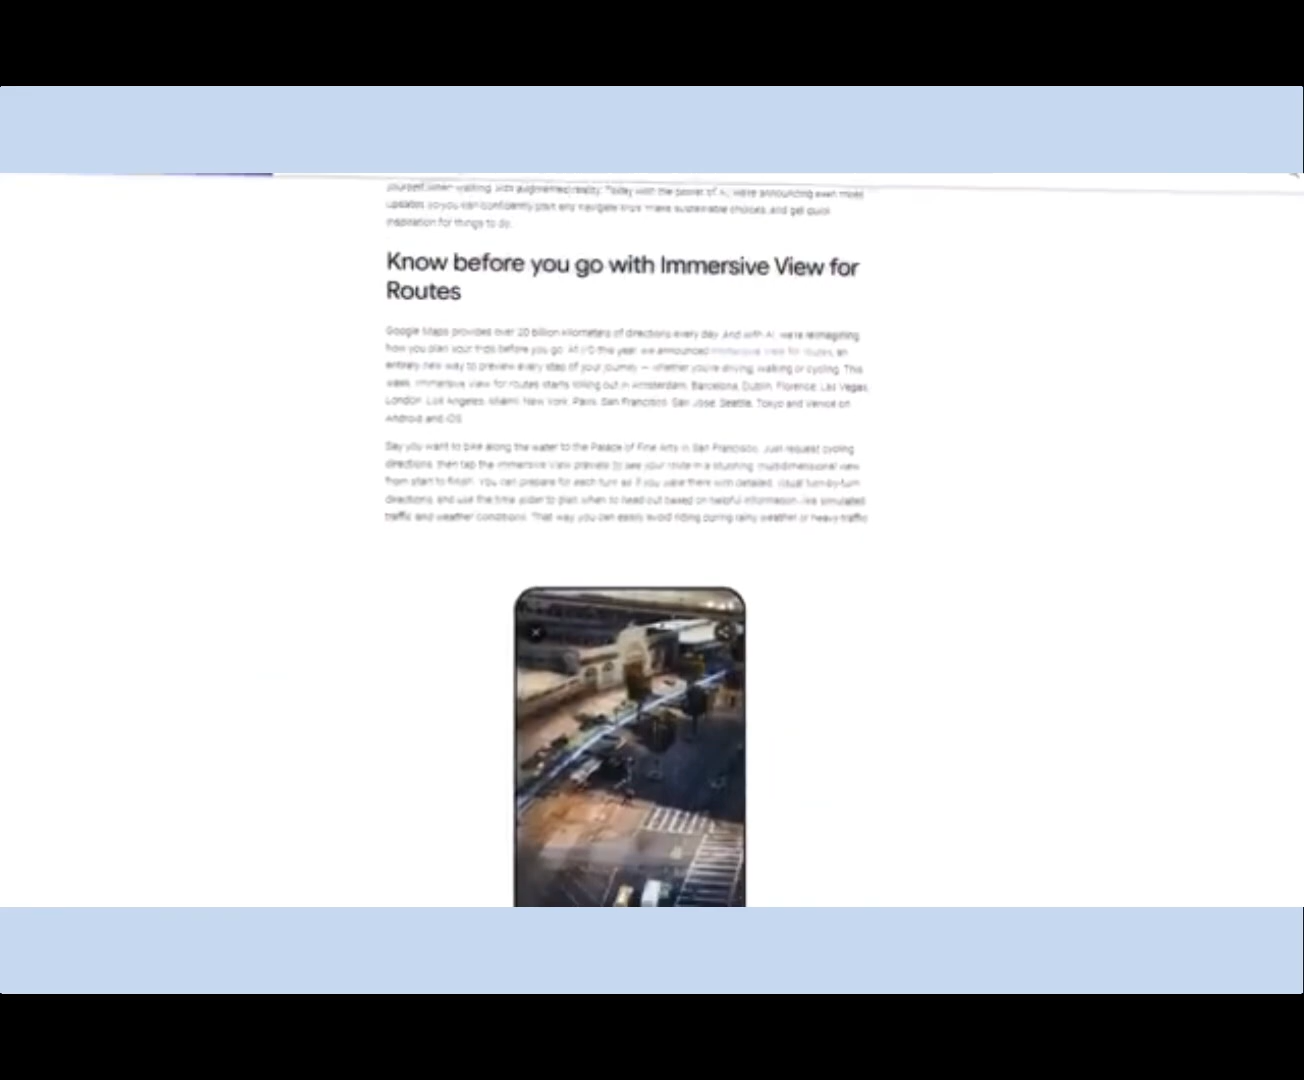 yourself when walking with augmented reality. Today with the power of AI, we're announcing even more
updates so you can confidently plan and navigate trips, make sustainable choices, and get quick
inspiration for things to do.
Know before you go with Immersive View for
Routes
Google Maps provides over 20 billion kilometers of directions every day. And with AI, we're reimagining
how you plan your trips before you go. At I/O this year, we announced Immersive View for routes, an
entirely new way to preview every step of your journey — whether you're driving, walking or cycling. This
week, Immersive View for routes starts rolling out in Amsterdam, Barcelona, Dublin, Florence, Las Vegas,
London, Los Angeles, Miami, New York, Paris, San Francisco, San Jose, Seattle, Tokyo and Venice on
Android and iOS.
Say you want to bike along the water to the Palace of Fine Arts in San Francisco. Just request cycling
directions, then tap the Immersive View preview to see your route in a stunning, multidimensional view
from start to finish. You can prepare for each turn as if you were there with detailed, visual turn-by-turn
directions, and use the time slider to plan when to head out based on helpful information, like simulated
traffic and weather conditions. That way you can easily avoid riding during rainy weather or heavy traffic.